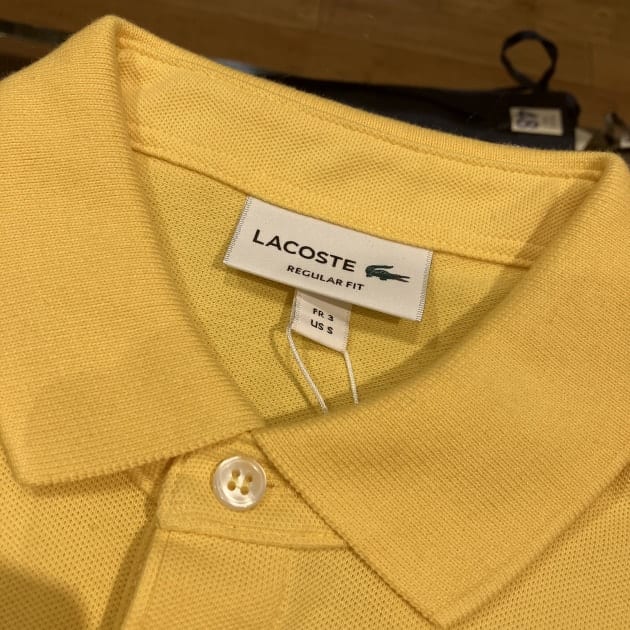 LACOSTE
REGULAR FIT
FR 3
US S